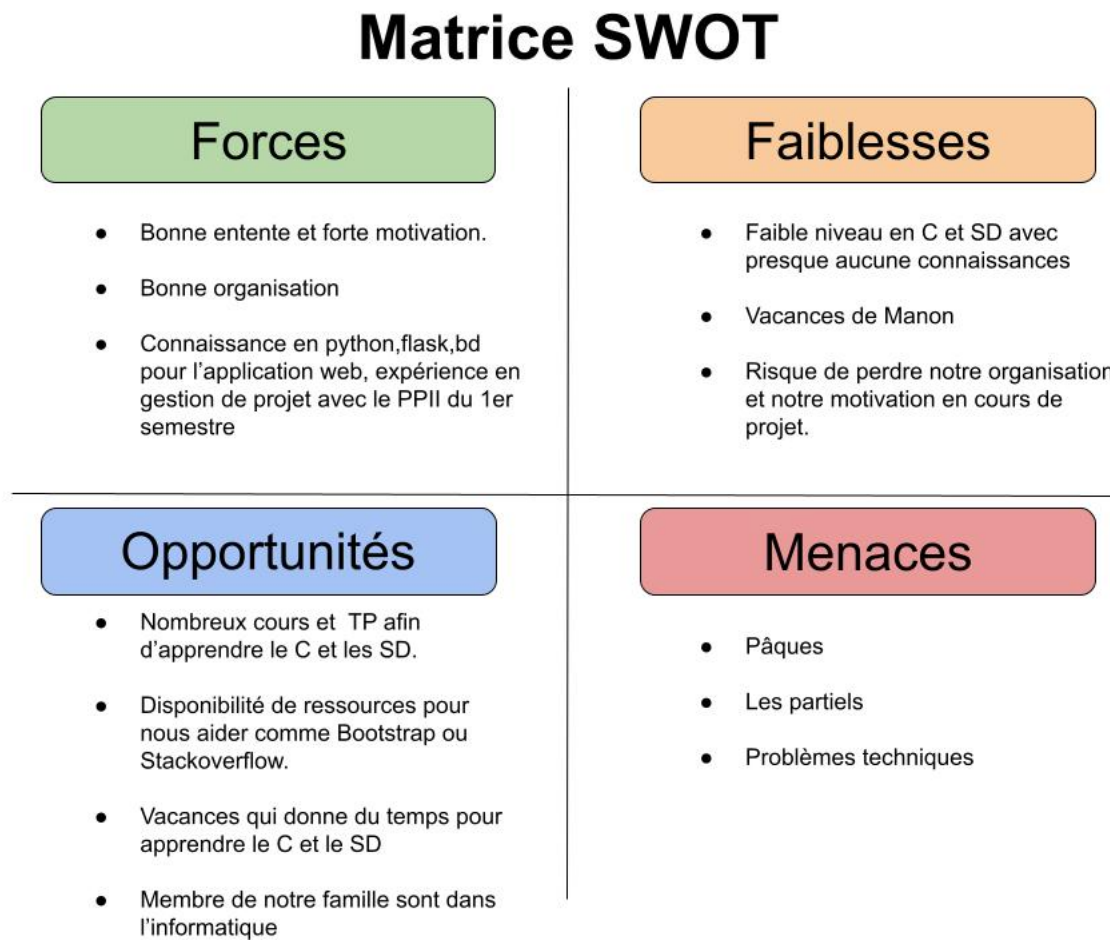 Matrice SWOT
Forces
● Bonne entente et forte motivation.
● Bonne organisation
● Connaissance en python,flask,bd
pour l'application web, expérience en
gestion de projet avec le PPII du 1er
semestre
Faiblesses
● Faible niveau en C et SD avec
presque aucune connaissances
● Vacances de Manon
● Risque de perdre notre organisation
et notre motivation en cours de
projet.
Opportunités
● Nombreux cours et TP afin
d'apprendre le C et les SD.
● Disponibilité de ressources pour
nous aider comme Bootstrap ou
Stackoverflow.
● Vacances qui donne du temps pour
apprendre le C et le SD
● Membre de notre famille sont dans
l'informatique
Menaces
● Pâques
● Les partiels
● Problèmes techniques